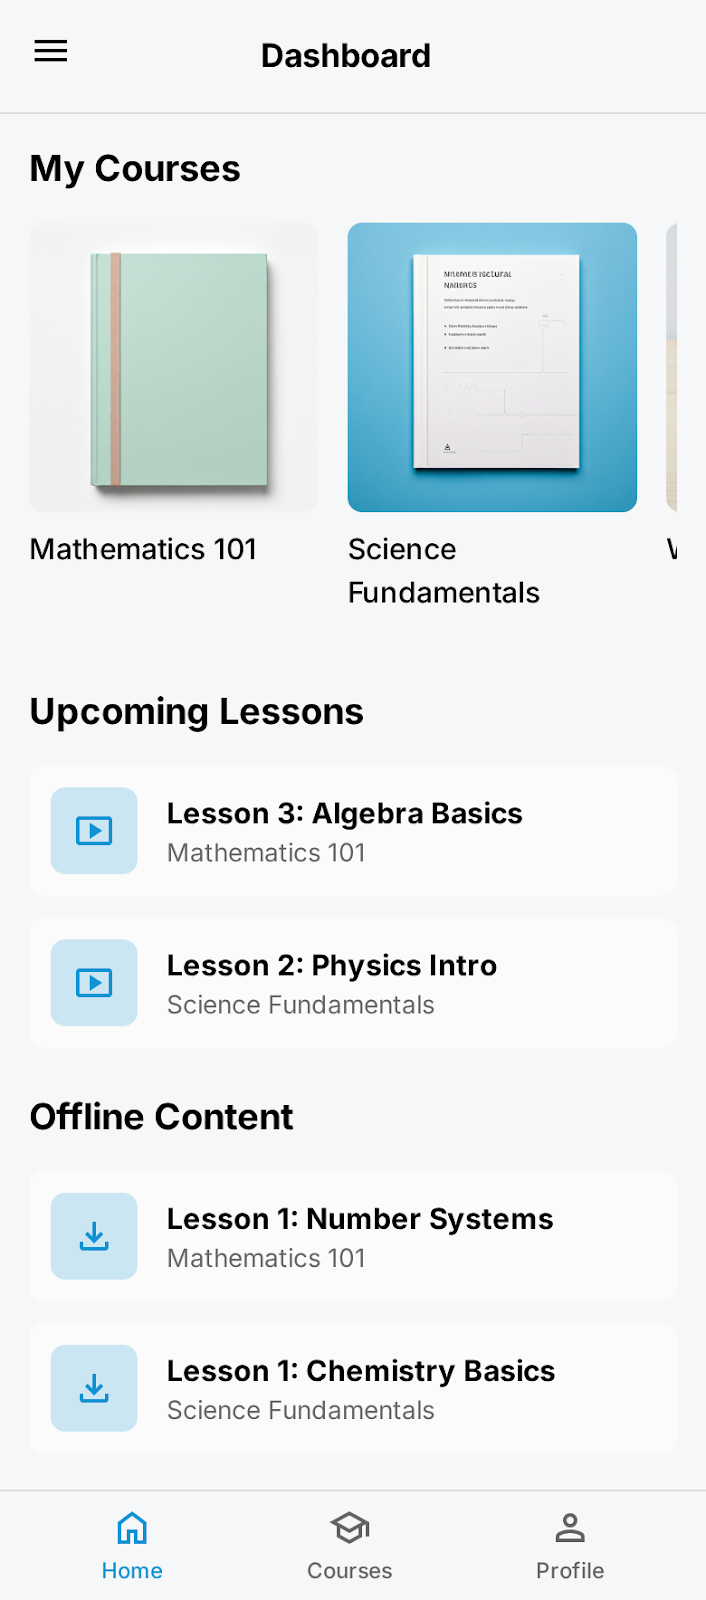 Dashboard
My Courses
Mathematics 101
Science
Fundamentals
Upcoming Lessons
Lesson 3: Algebra Basics
Mathematics 101
Lesson 2: Physics Intro
Science Fundamentals
Offline Content
Lesson 1: Number Systems
Mathematics 101
Lesson 1: Chemistry Basics
Science Fundamentals
Home
Courses
Profile